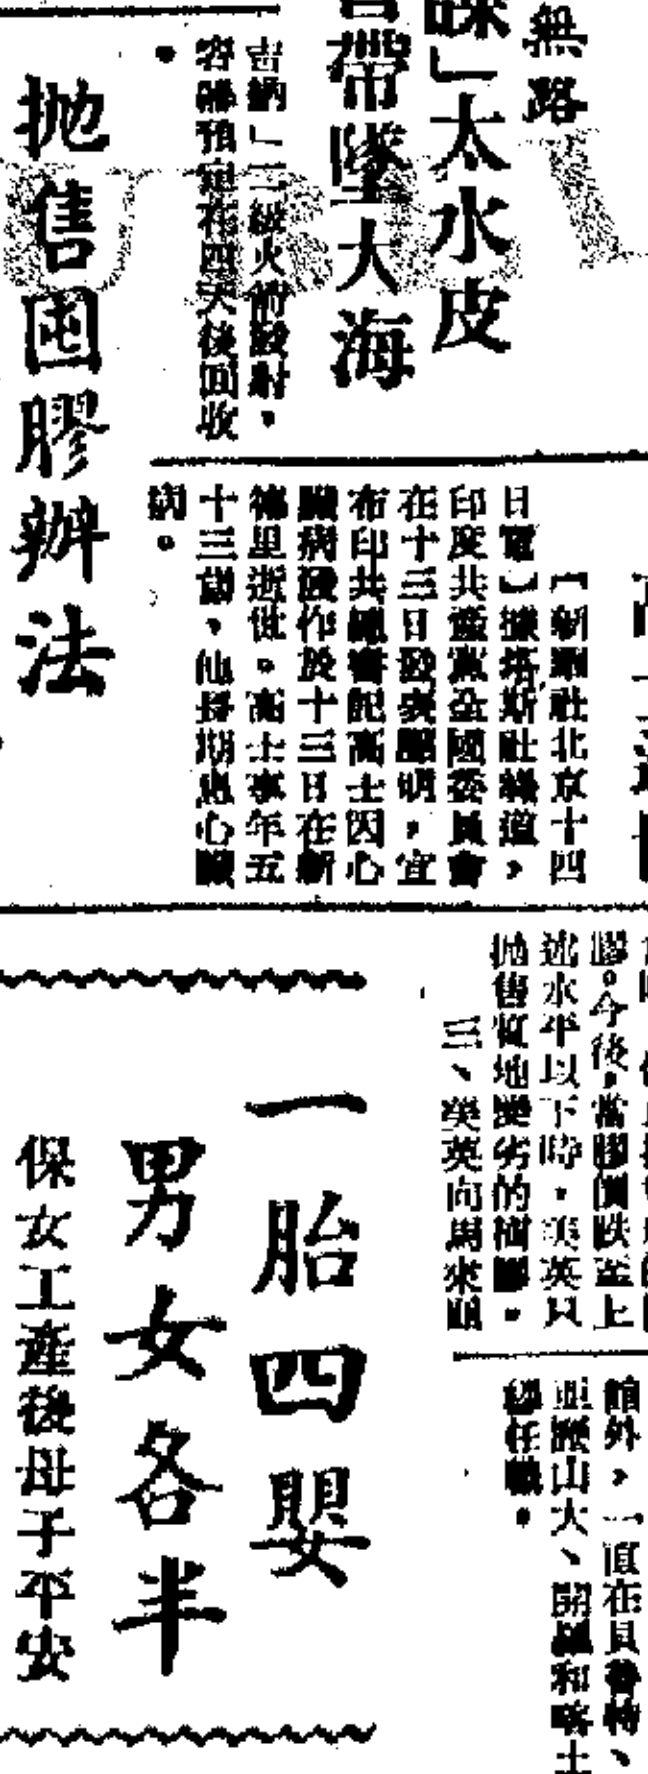 無路
」太水皮
帶墜大海
吉納」二級火箭發射，
容器預定在四天後回收
。
拋售囤膠辦法
【新華社北京十四
日電】據塔斯社報道，
印度共產黨全國委員會
在十三日發表聲明，宣
布印共總書記高士因心
臟病發作於十三日在新
德里逝世。高士享年五
十三歲，他長期患心臟
病。
膠。今後，當膠價跌至上
述水平以下時，美英只
拋售質地變劣的樹膠。
三、美英向馬來亞
館外，一直在貝魯特、
亞歷山大、開羅和喀土
穆任職。
一胎四嬰
男女各半
保女工產後母子平安